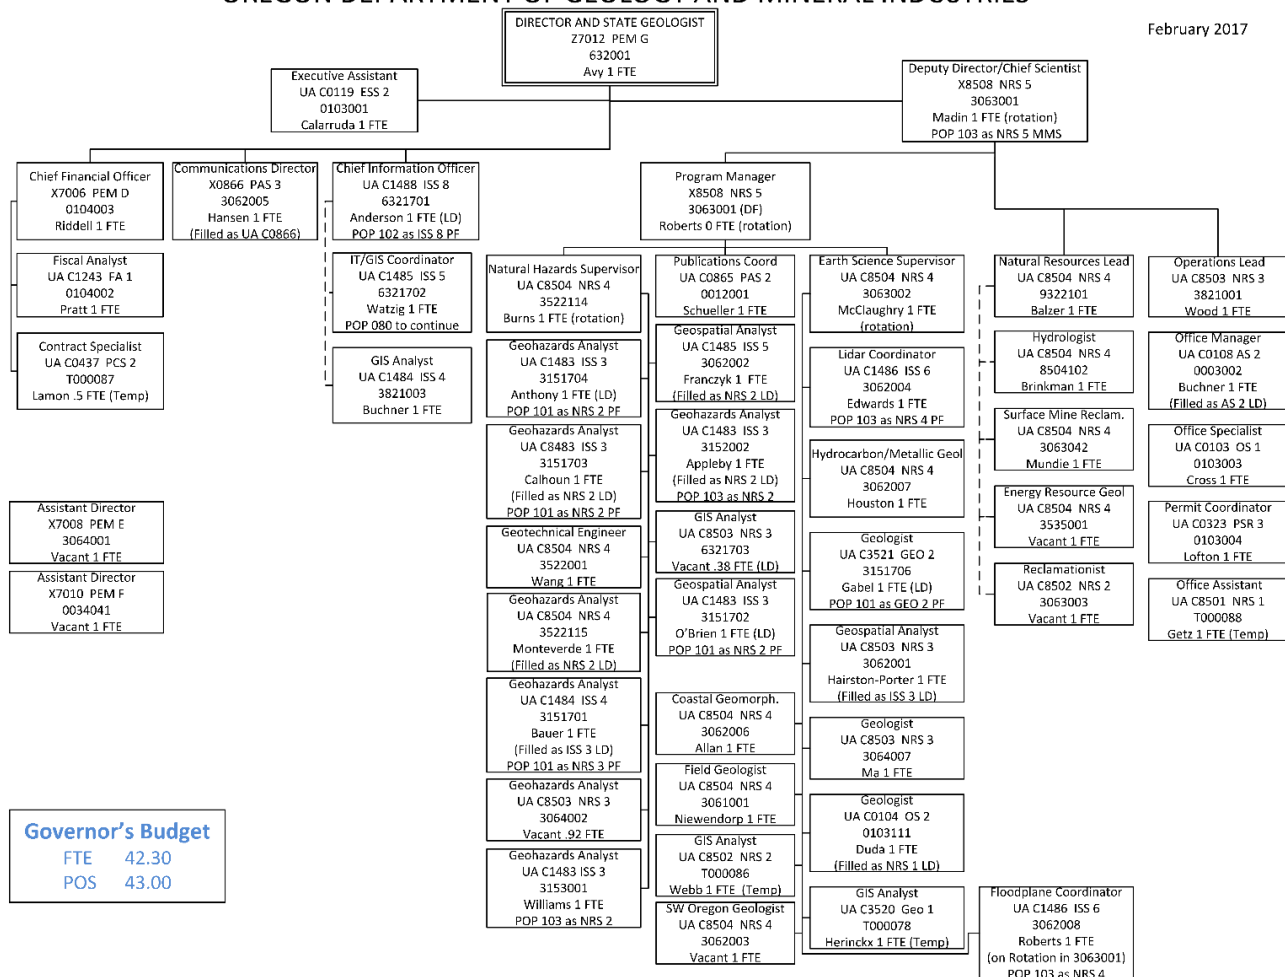 OREGON DEPARTMENT OF GEOLOGY AND MINERAL INDUSTRIES
February 2017
DIRECTOR AND STATE GEOLOGIST
Z7012 PEM G
632001
Avy 1 FTE
Executive Assistant
UA C0119 ESS 2
0103001
Calarruda 1 FTE
Deputy Director/Chief Scientist
X8508 NRS 5
3063001
Madin 1 FTE (rotation)
POP 103 as NRS 5 MMS
Chief Financial Officer
X7006 PEM D
0104003
Riddell 1 FTE
Communications Director
X0866 PAS 3
3062005
Hansen 1 FTE
(Filled as UA C0866)
Chief Information Officer
UA C1488 ISS 8
6321701
Anderson 1 FTE (LD)
POP 102 as ISS 8 PF
Program Manager
X8508 NRS 5
3063001 (DF)
Roberts 0 FTE (rotation)
Fiscal Analyst
UA C1243 FA 1
0104002
Pratt 1 FTE
Contract Specialist
UA C0437 PCS 2
T000087
Lamon .5 FTE (Temp)
IT/GIS Coordinator
UA C1485 ISS 5
6321702
Watzig 1 FTE
POP 080 to continue
GIS Analyst
UA C1484 ISS 4
3821003
Buchner 1 FTE
Assistant Director
X7008 PEM E
3064001
Vacant 1 FTE
Assistant Director
X7010 PEM F
0034041
Vacant 1 FTE
Governor's Budget
FTE 42.30
POS 43.00
Natural Hazards Supervisor
UA C8504 NRS 4
3522114
Burns 1 FTE (rotation)
Geohazards Analyst
UA C1483 ISS 3
3151704
Anthony 1 FTE (LD)
POP 101 as NRS 2 PF
Geohazards Analyst
UA C8483 ISS 3
3151703
Calhoun 1 FTE
(Filled as NRS 2 LD)
POP 101 as NRS 2 PF
Geotechnical Engineer
UA C8504 NRS 4
3522001
Wang 1 FTE
Geohazards Analyst
UA C8504 NRS 4
3522115
Monteverde 1 FTE
(Filled as NRS 2 LD)
Geohazards Analyst
UA C1484 ISS 4
3151701
Bauer 1 FTE
(Filled as ISS 3 LD)
POP 101 as NRS 3 PF
Geohazards Analyst
UA C8503 NRS 3
3064002
Vacant .92 FTE
Geohazards Analyst
UA C1483 ISS 3
3153001
Williams 1 FTE
POP 103 as NRS 2
Publications Coord
UA C0865 PAS 2
0012001
Schueller 1 FTE
Geospatial Analyst
UA C1485 ISS 5
3062002
Franczyk 1 FTE
(Filled as NRS 2 LD)
Geohazards Analyst
UA C1483 ISS 3
3152002
Appleby 1 FTE
(Filled as NRS 2 LD)
POP 103 as NRS 2
GIS Analyst
UA C8503 NRS 3
6321703
Vacant .38 FTE (LD)
Geospatial Analyst
UA C1483 ISS 3
3151702
O'Brien 1 FTE (LD)
POP 101 as NRS 2 PF
Coastal Geomorph.
UA C8504 NRS 4
3062006
Allan 1 FTE
Field Geologist
UA C8504 NRS 4
3061001
Niewendorp 1 FTE
GIS Analyst
UA C8502 NRS 2
T000086
Webb 1 FTE (Temp)
SW Oregon Geologist
UA C8504 NRS 4
3062003
Vacant 1 FTE
Earth Science Supervisor
UA C8504 NRS 4
3063002
McClaughry 1 FTE
(rotation)
Lidar Coordinator
UA C1486 ISS 6
3062004
Edwards 1 FTE
POP 103 as NRS 4 PF
Hydrocarbon/Metallic Geol
UA C8504 NRS 4
3062007
Houston 1 FTE
Geologist
UA C3521 GEO 2
3151706
Gabel 1 FTE (LD)
POP 101 as GEO 2 PF
Geospatial Analyst
UA C8503 NRS 3
3062001
Hairston-Porter 1 FTE
(Filled as ISS 3 LD)
Geologist
UA C8503 NRS 3
3064007
Ma 1 FTE
Geologist
UA C0104 OS 2
0103111
Duda 1 FTE
(Filled as NRS 1 LD)
GIS Analyst
UA C3520 Geo 1
T000078
Herinckx 1 FTE (Temp)
Floodplane Coordinator
UA C1486 ISS 6
3062008
Roberts 1 FTE
(on Rotation in 3063001)
POP 103 as NRS 4
Natural Resources Lead
UA C8504 NRS 4
9322101
Balzer 1 FTE
Hydrologist
UA C8504 NRS 4
8504102
Brinkman 1 FTE
Surface Mine Reclam.
UA C8504 NRS 4
3063042
Mundie 1 FTE
Energy Resource Geol
UA C8504 NRS 4
3535001
Vacant 1 FTE
Reclamationist
UA C8502 NRS 2
3063003
Vacant 1 FTE
Operations Lead
UA C8503 NRS 3
3821001
Wood 1 FTE
Office Manager
UA C0108 AS 2
0003002
Buchner 1 FTE
(Filled as AS 2 LD)
Office Specialist
UA C0103 OS 1
0103003
Cross 1 FTE
Permit Coordinator
UA C0323 PSR 3
0103004
Lofton 1 FTE
Office Assistant
UA C8501 NRS 1
T000088
Getz 1 FTE (Temp)